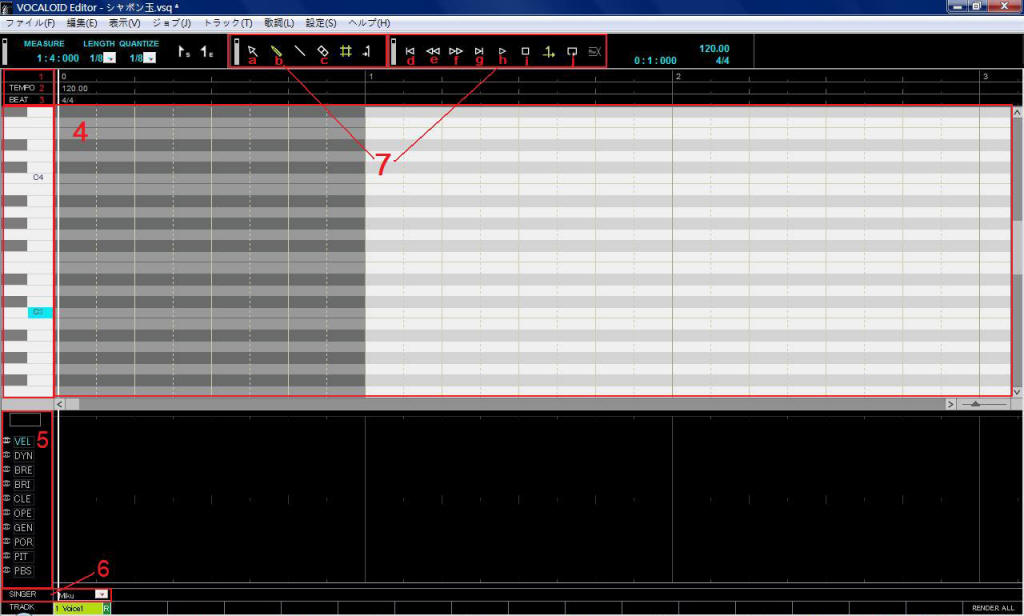 VOCALOID Editor - シャボン玉.vsq *
ファイル(F) 編集(E) 表示(V) ジョブ(J) トラック(T) 歌詞(L) 設定(S) ヘルプ(H)
MEASURE LENGTH QUANTIZE
1:4:000 1/8 1/8
S E
a b c d e f g h i j
0:1:000
120.00
4/4
1 0 1 2 3
TEMPO 2 120.00
BEAT 3 4/4
4
7
C4
C3
VEL 5
DYN
BRE
BRI
CLE
OPE
GEN
POR
PIT
PBS
6
SINGER Miku
TRACK 1 Voice1 R RENDER ALL